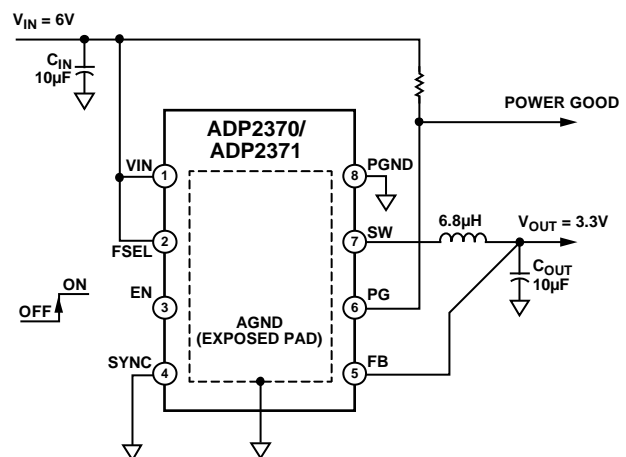 VIN = 6V
CIN
10µF
POWER GOOD
ADP2370/
ADP2371
VIN
1
8
PGND
FSEL
2
7
SW
6.8µH
VOUT = 3.3V
COUT
10µF
ON
OFF
EN
3
6
PG
AGND
(EXPOSED PAD)
SYNC
4
5
FB